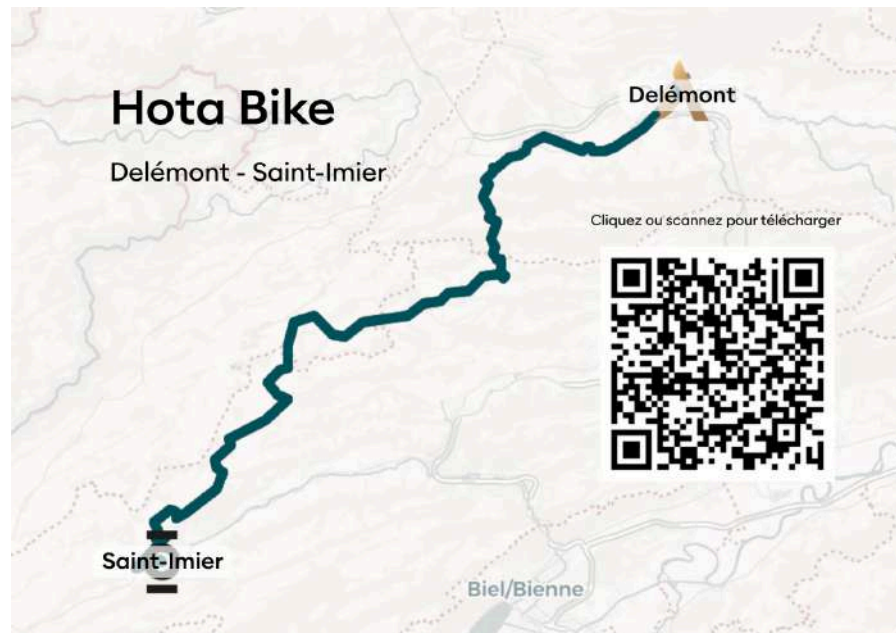 Hota Bike
Delémont - Saint-Imier
Delémont
Cliquez ou scannez pour télécharger
Saint-Imier
Biel/Bienne